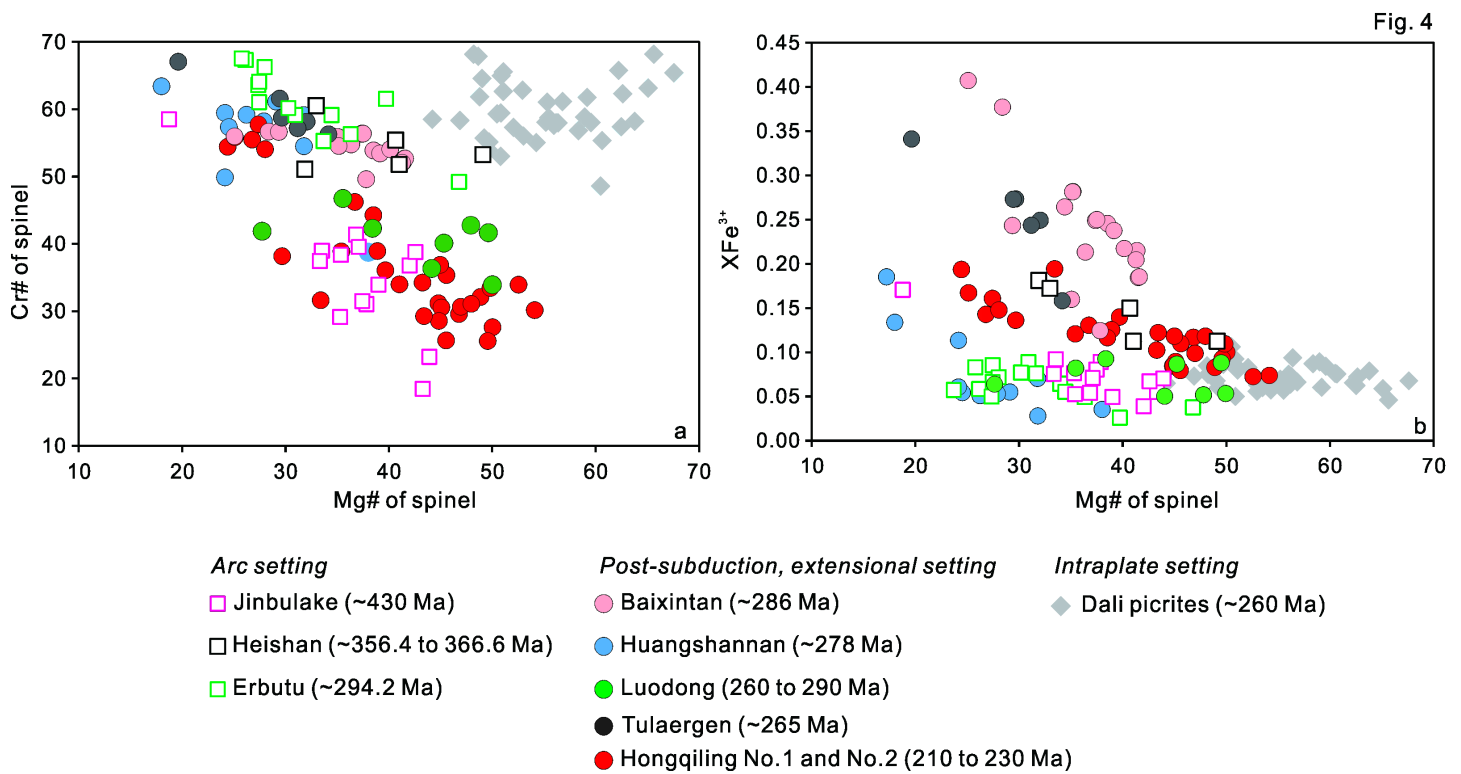 Fig. 4
70
60
50
40
30
20
10
Cr# of spinel
10
20
30
40
50
60
70
Mg# of spinel
a
0.45
0.40
0.35
0.30
0.25
0.20
0.15
0.10
0.05
0.00
XFe³⁺
10
20
30
40
50
60
70
Mg# of spinel
b
Arc setting
Jinbulake (~430 Ma)
Heishan (~356.4 to 366.6 Ma)
Erbutu (~294.2 Ma)
Post-subduction, extensional setting
Baixintan (~286 Ma)
Huangshannan (~278 Ma)
Luodong (260 to 290 Ma)
Tulaergen (~265 Ma)
Hongqiling No.1 and No.2 (210 to 230 Ma)
Intraplate setting
Dali picrites (~260 Ma)